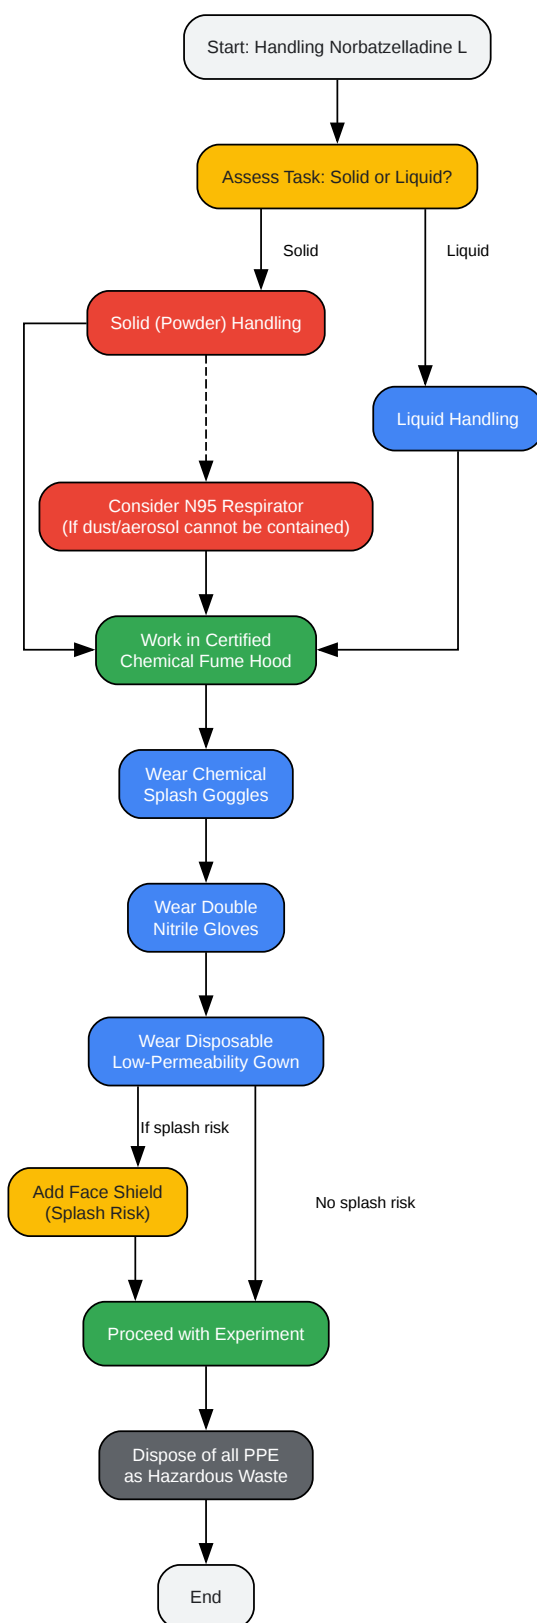 Start: Handling Norbatzelladine L
Assess Task: Solid or Liquid?
Solid
Liquid
Solid (Powder) Handling
Liquid Handling
Consider N95 Respirator
(If dust/aerosol cannot be contained)
Work in Certified
Chemical Fume Hood
Wear Chemical
Splash Goggles
Wear Double
Nitrile Gloves
Wear Disposable
Low-Permeability Gown
If splash risk
Add Face Shield
(Splash Risk)
No splash risk
Proceed with Experiment
Dispose of all PPE
as Hazardous Waste
End